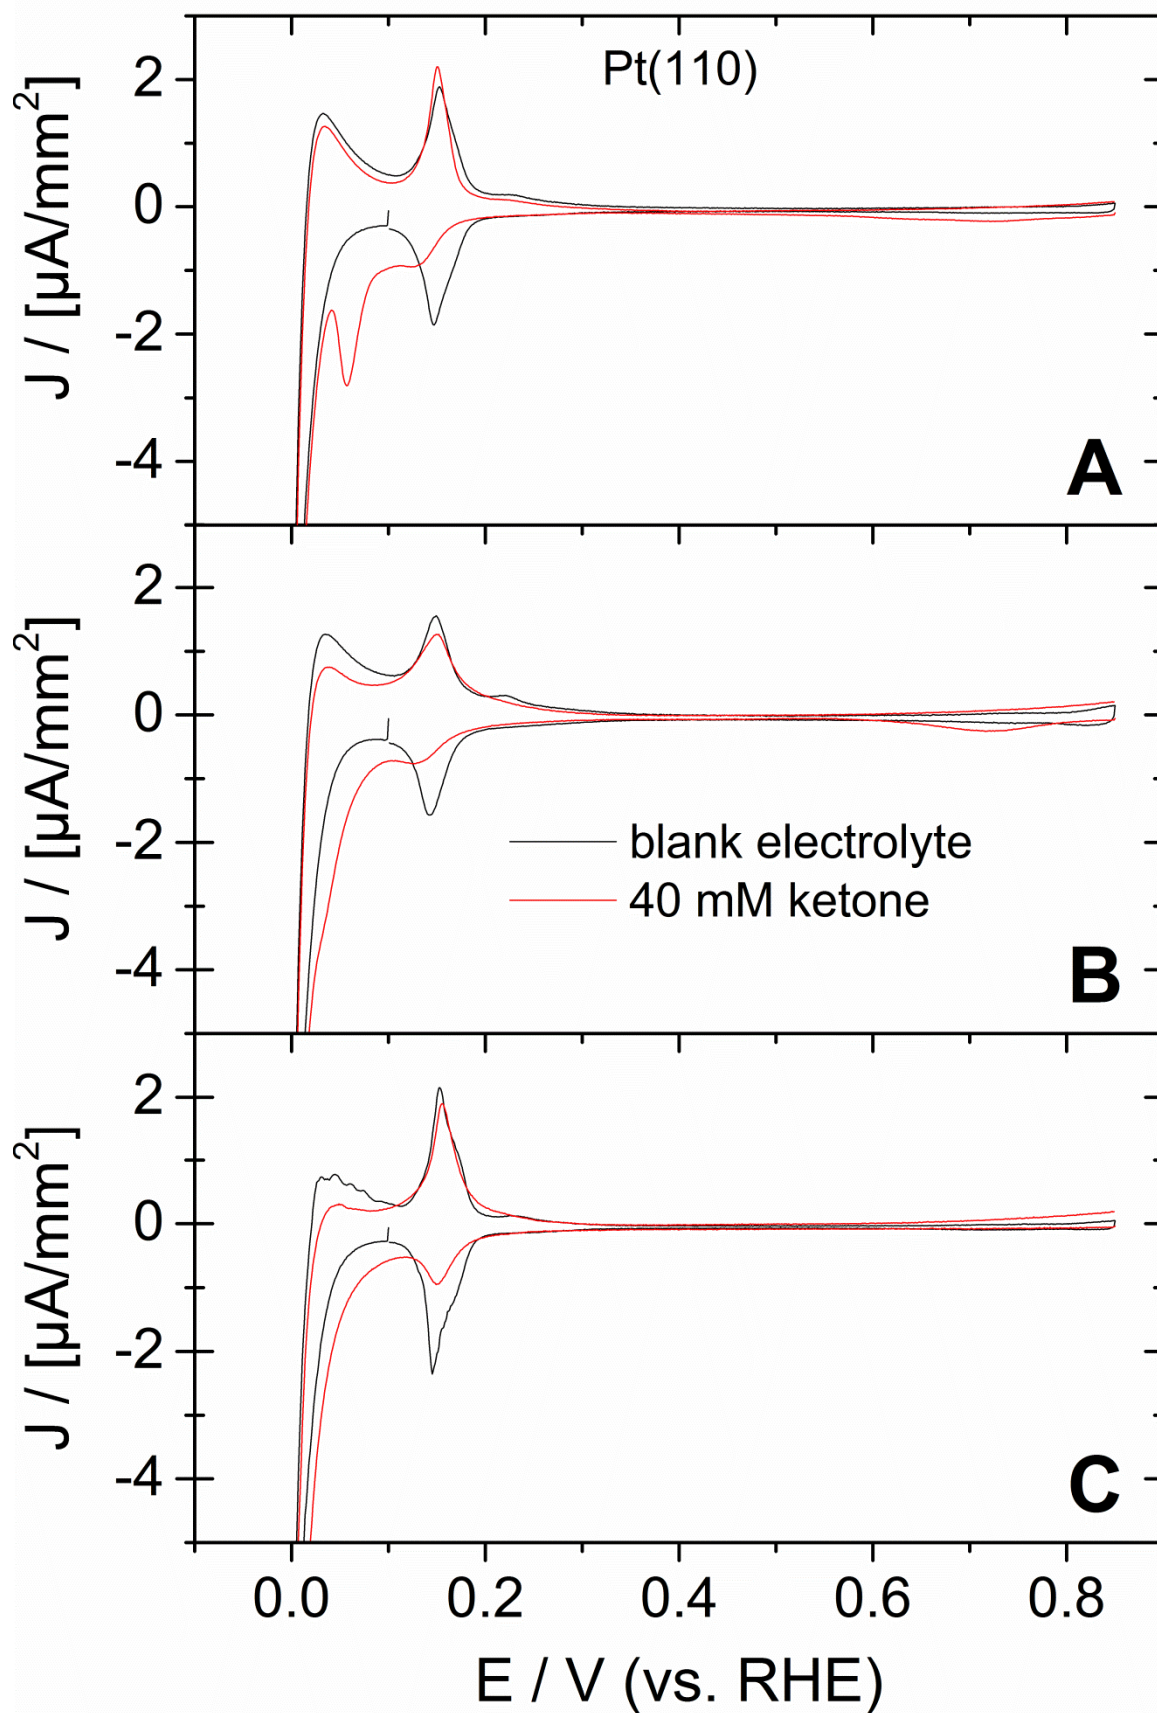 Pt(110)
2
0
-2
-4
J / [µA/mm²]
A
2
0
-2
-4
J / [µA/mm²]
blank electrolyte
40 mM ketone
B
2
0
-2
-4
J / [µA/mm²]
C
0.0 0.2 0.4 0.6 0.8
E / V (vs. RHE)